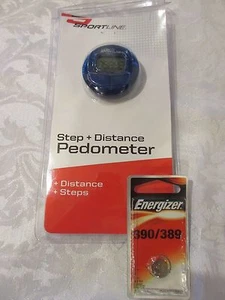 SPORTLINE
Step + Distance
Pedometer
+ Distance
+ Steps
Energizer
390/389